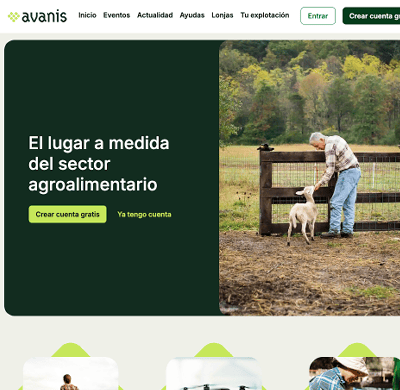 avanis
Inicio Eventos Actualidad Ayudas Lonjas Tu explotación
Entrar
Crear cuenta gr
El lugar a medida
del sector
agroalimentario
Crear cuenta gratis
Ya tengo cuenta